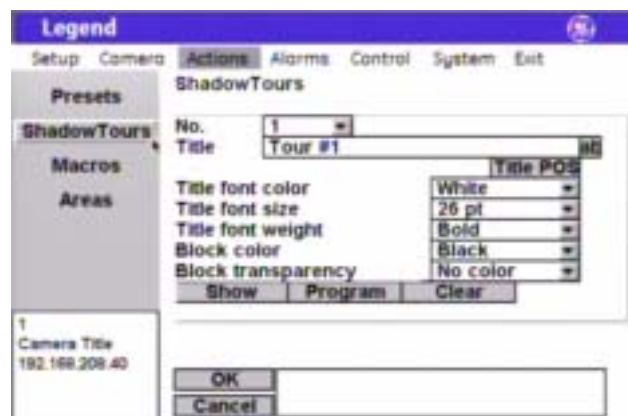 Legend
Setup Camera Actions Alarms Control System Exit
Presets
ShadowTours
Macros
Areas
ShadowTours
No. 1
Title Tour #1 ab
Title POS
Title font color White
Title font size 26 pt
Title font weight Bold
Block color Black
Block transparency No color
Show Program Clear
1
Camera Title
192.168.208.40
OK
Cancel